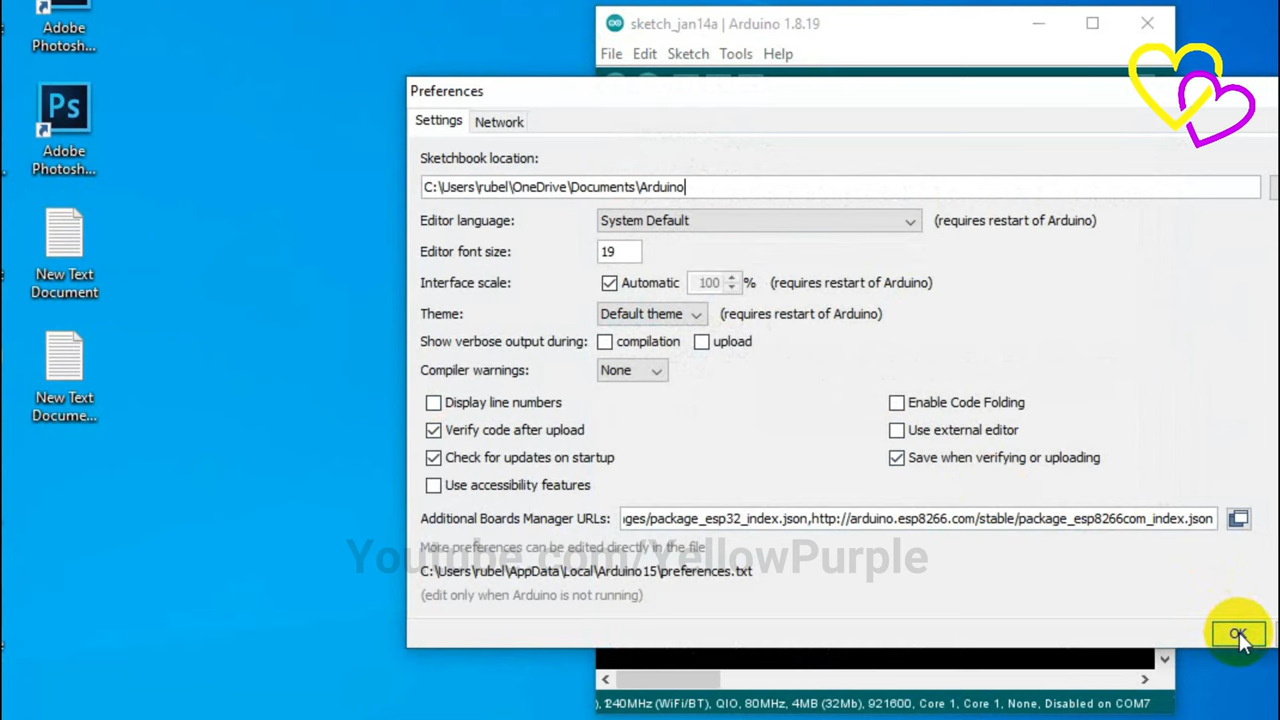 Adobe
Photosh...
Ps
Adobe
Photosh...
New Text
Document
New Text
Docume...
sketch_jan14a | Arduino 1.8.19
File Edit Sketch Tools Help
Preferences
Settings Network
Sketchbook location:
C:\Users\rubel\OneDrive\Documents\Arduino
Editor language: System Default (requires restart of Arduino)
Editor font size: 19
Interface scale: Automatic 100 % (requires restart of Arduino)
Theme: Default theme (requires restart of Arduino)
Show verbose output during: compilation upload
Compiler warnings: None
Display line numbers Enable Code Folding
Verify code after upload Use external editor
Check for updates on startup Save when verifying or uploading
Use accessibility features
Additional Boards Manager URLs: ges/package_esp32_index.json,http://arduino.esp8266.com/stable/package_esp8266com_index.json
More preferences can be edited directly in the file
Youtube.com/YellowPurple
C:\Users\rubel\AppData\Local\Arduino15\preferences.txt
(edit only when Arduino is not running)
OK
), 240MHz (WiFi/BT), QIO, 80MHz, 4MB (32Mb), 921600, Core 1, Core 1, None, Disabled on COM7